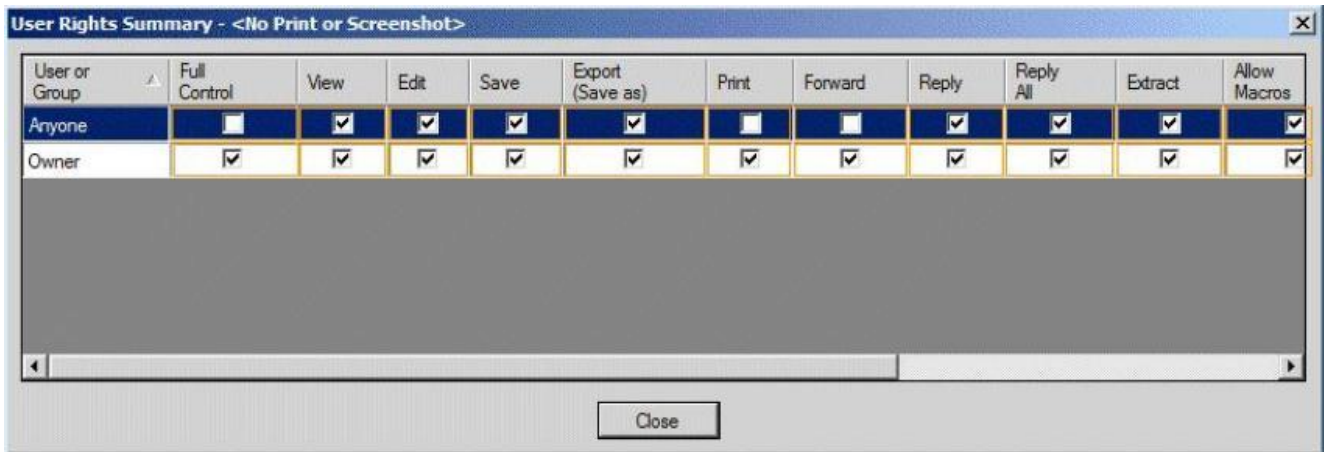 User Rights Summary - <No Print or Screenshot>
User or Group Full Control View Edit Save Export (Save as) Print Forward Reply Reply All Extract Allow Macros
Anyone
Owner
Close